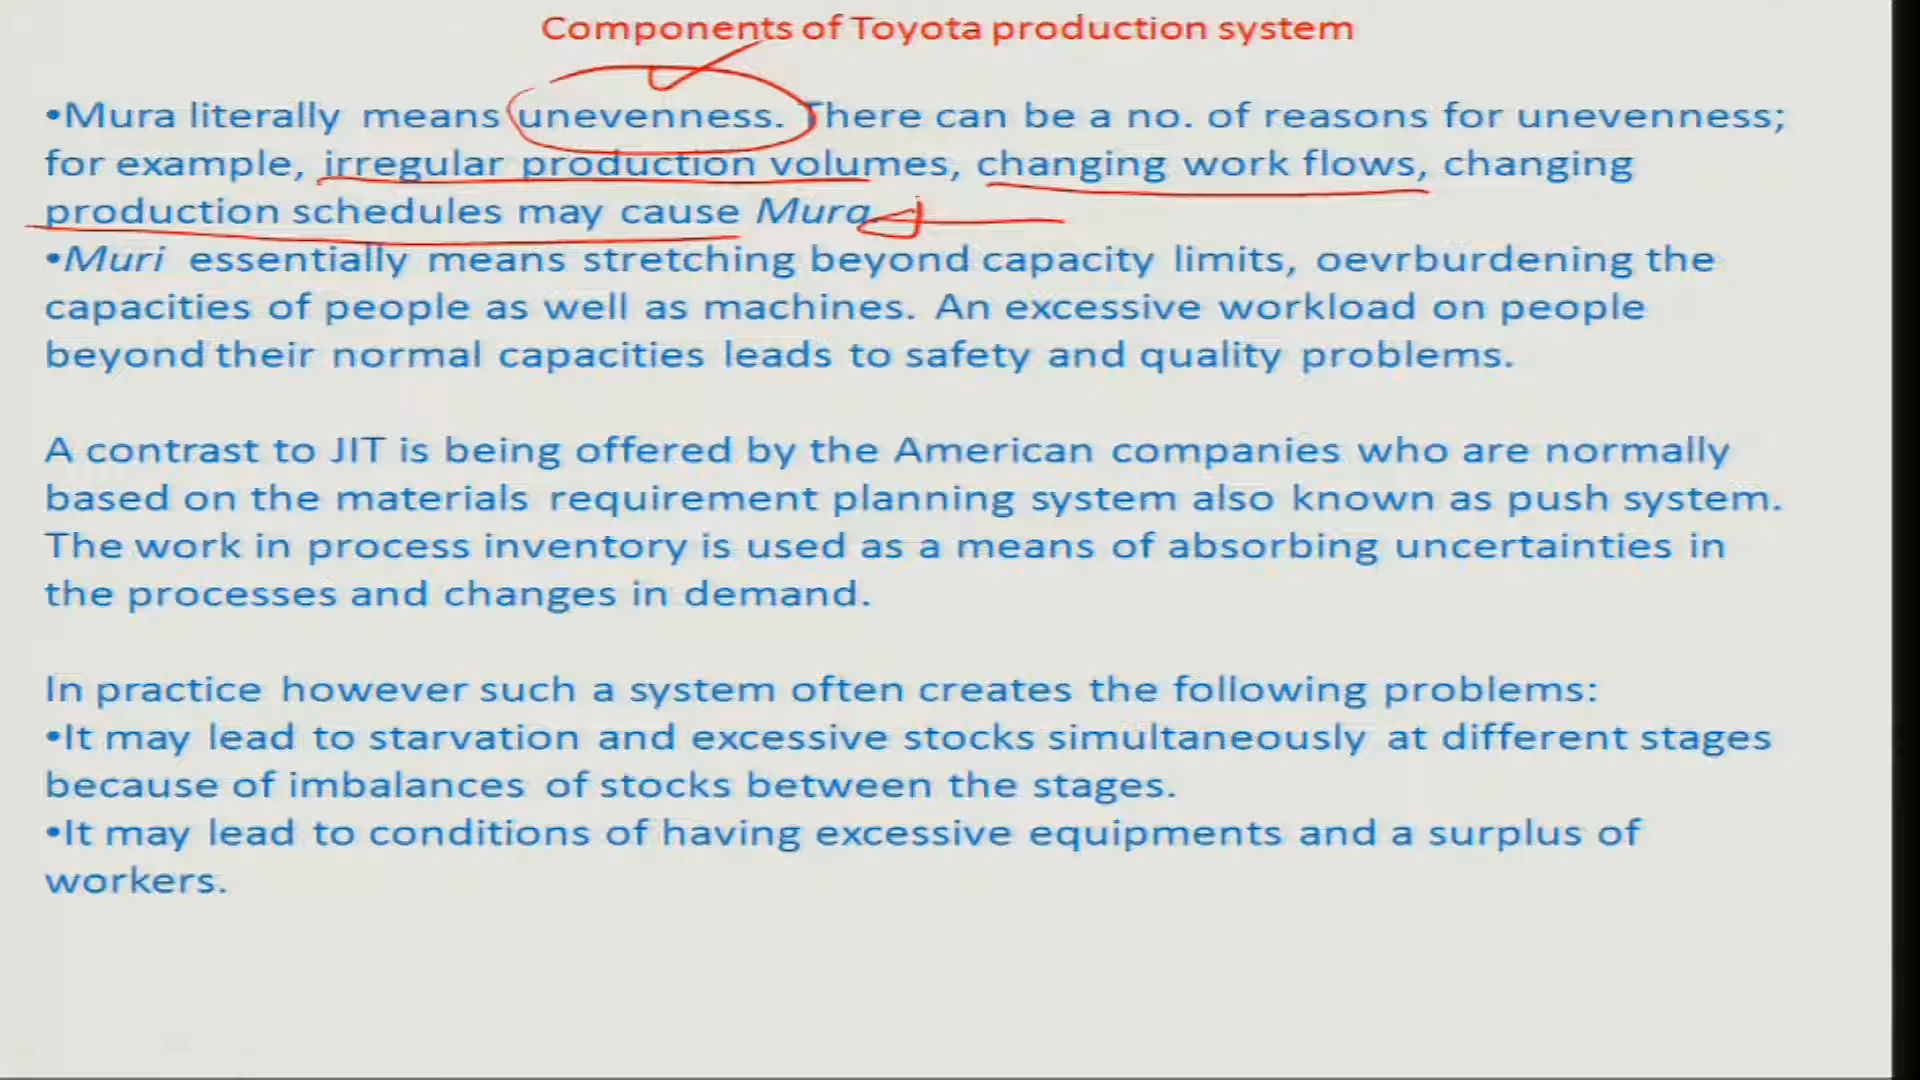 Components of Toyota production system
•Mura literally means unevenness. There can be a no. of reasons for unevenness;
for example, irregular production volumes, changing work flows, changing
production schedules may cause Mura.
•Muri essentially means stretching beyond capacity limits, oevrburdening the
capacities of people as well as machines. An excessive workload on people
beyond their normal capacities leads to safety and quality problems.
A contrast to JIT is being offered by the American companies who are normally
based on the materials requirement planning system also known as push system.
The work in process inventory is used as a means of absorbing uncertainties in
the processes and changes in demand.
In practice however such a system often creates the following problems:
•It may lead to starvation and excessive stocks simultaneously at different stages
because of imbalances of stocks between the stages.
•It may lead to conditions of having excessive equipments and a surplus of
workers.